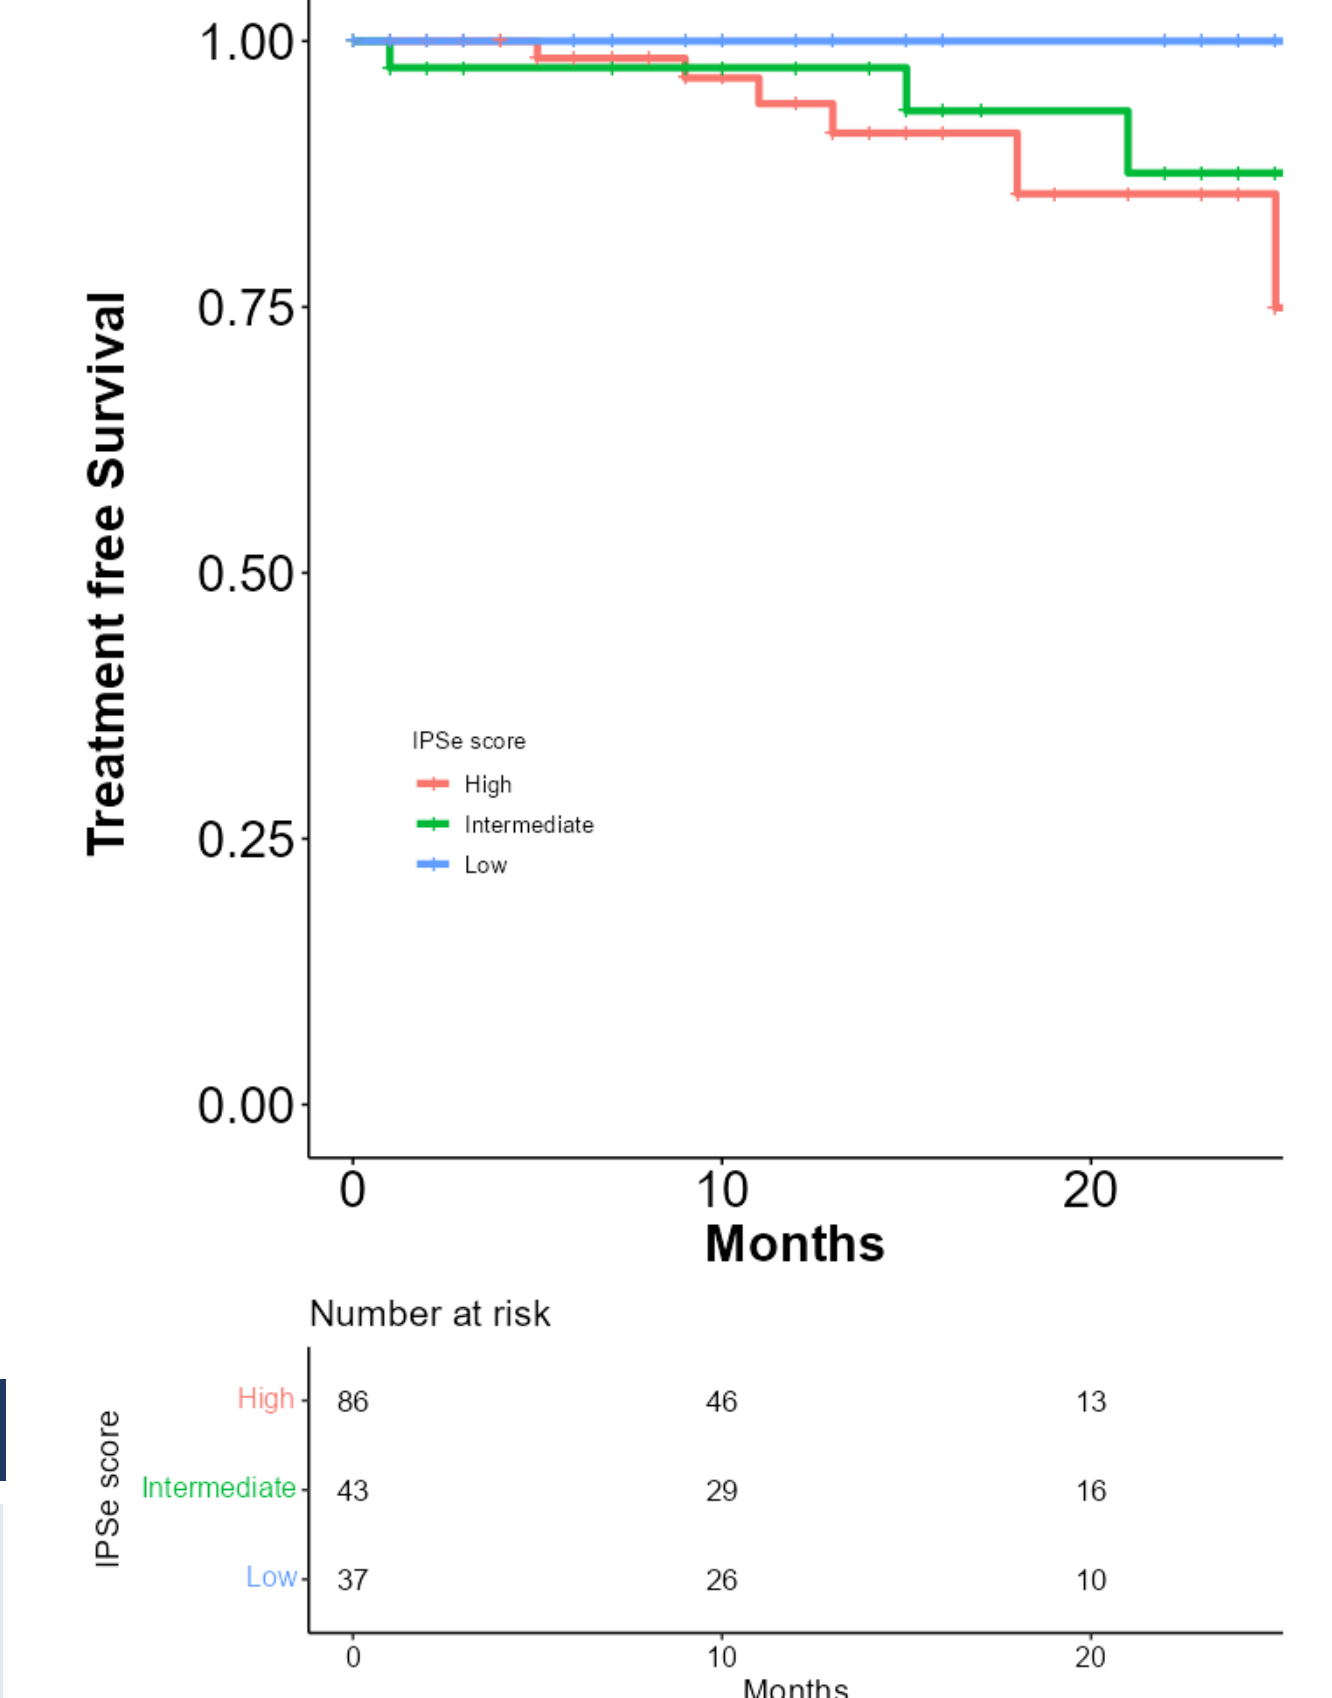 1.00
0.75
0.50
0.25
0.00
Treatment free Survival
IPSe score
High
Intermediate
Low
0 10 20
Months
Number at risk
IPSe score
High 86 46 13
Intermediate 43 29 16
Low 37 26 10
0 10 20
Months